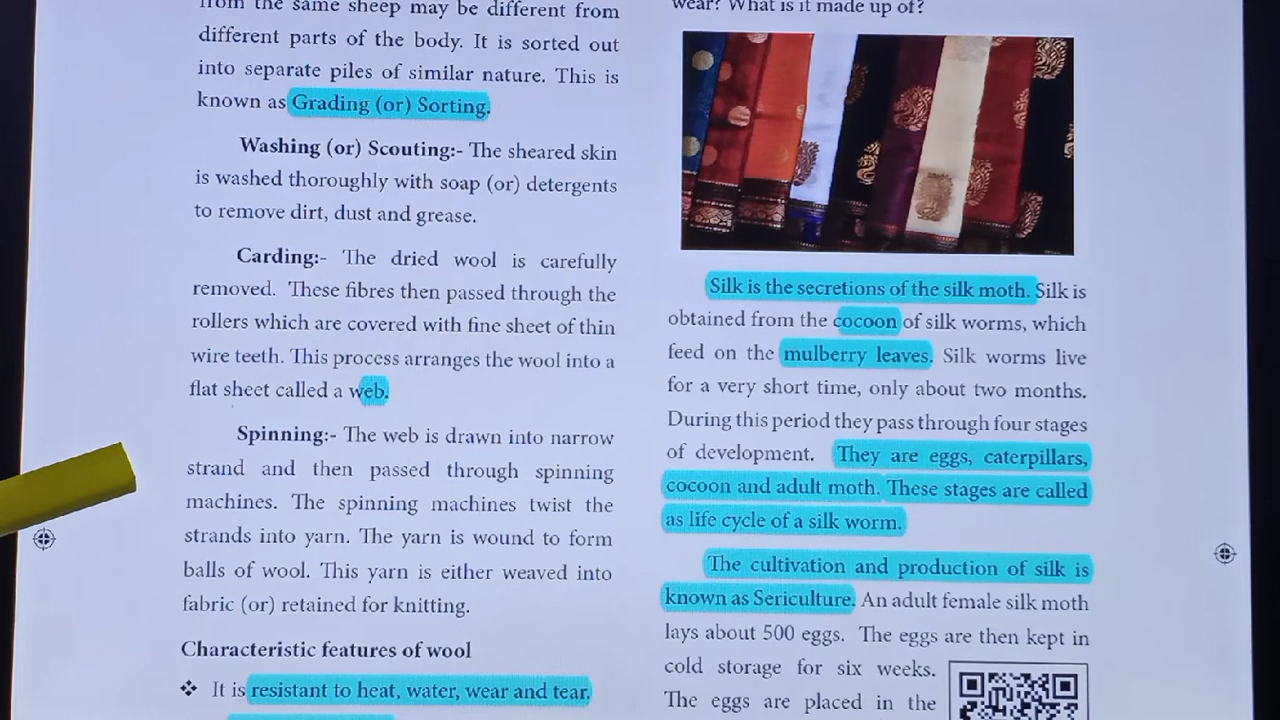 from the same sheep may be different from
different parts of the body. It is sorted out
into separate piles of similar nature. This is
known as Grading (or) Sorting.
Washing (or) Scouting:- The sheared skin
is washed thoroughly with soap (or) detergents
to remove dirt, dust and grease.
Carding:- The dried wool is carefully
removed. These fibres then passed through the
rollers which are covered with fine sheet of thin
wire teeth. This process arranges the wool into a
flat sheet called a web.
Spinning:- The web is drawn into narrow
strand and then passed through spinning
machines. The spinning machines twist the
strands into yarn. The yarn is wound to form
balls of wool. This yarn is either weaved into
fabric (or) retained for knitting.
Characteristic features of wool
❖ It is resistant to heat, water, wear and tear.
wear? What is it made up of?
Silk is the secretions of the silk moth. Silk is
obtained from the cocoon of silk worms, which
feed on the mulberry leaves. Silk worms live
for a very short time, only about two months.
During this period they pass through four stages
of development. They are eggs, caterpillars,
cocoon and adult moth. These stages are called
as life cycle of a silk worm.
The cultivation and production of silk is
known as Sericulture. An adult female silk moth
lays about 500 eggs. The eggs are then kept in
cold storage for six weeks.
The eggs are placed in the